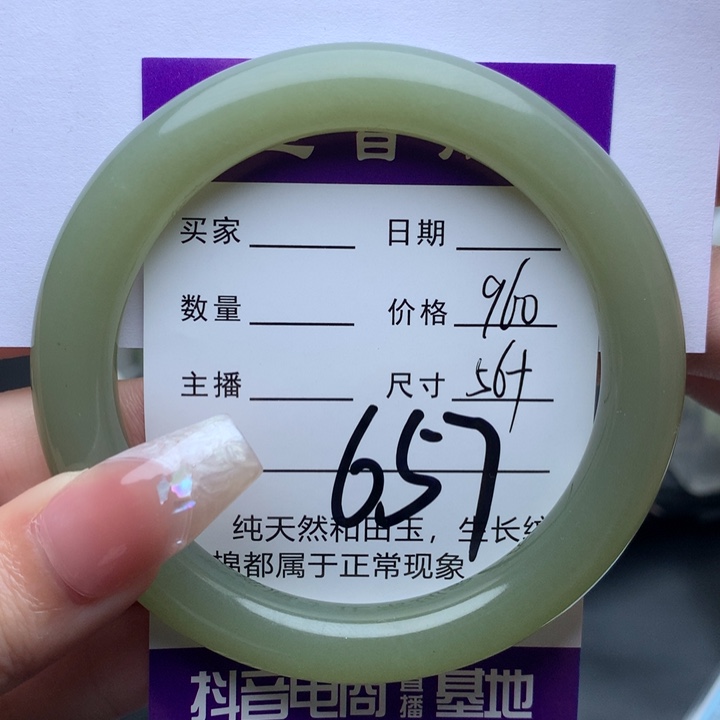 买家 日期
数量 价格 960
主播 尺寸 56+
657
纯天然和田玉，生长纹
棉都属于正常现象
抖音电商直播基地